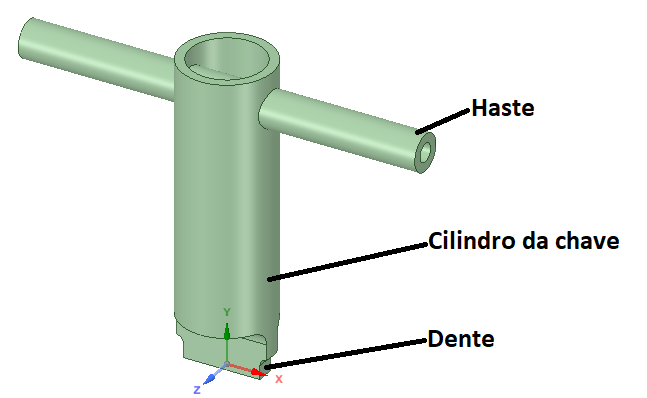 Haste
Cilindro da chave
Dente
Y
X
Z